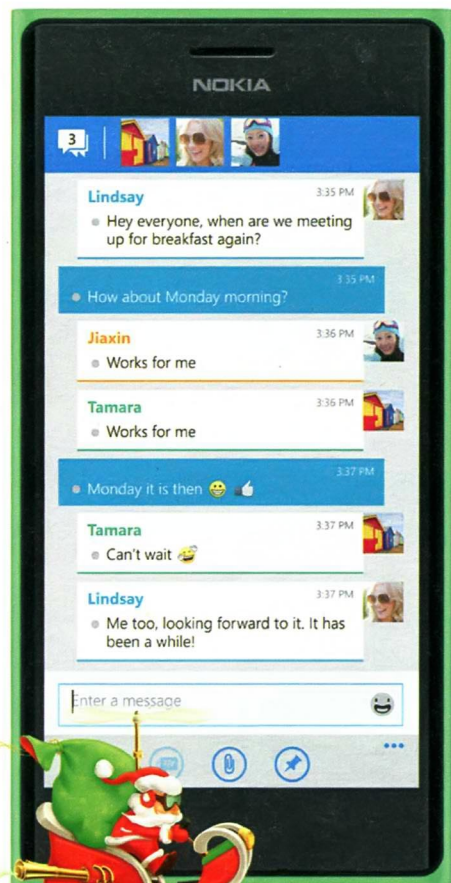 NOKIA
3
Lindsay 3:35 PM
Hey everyone, when are we meeting
up for breakfast again?
3:35 PM
How about Monday morning?
Jiaxin 3:36 PM
Works for me
Tamara 3:36 PM
Works for me
3:37 PM
Monday it is then 😀 👍
Tamara 3:37 PM
Can't wait 🤣
Lindsay 3:37 PM
Me too, looking forward to it. It has
been a while!
Enter a message